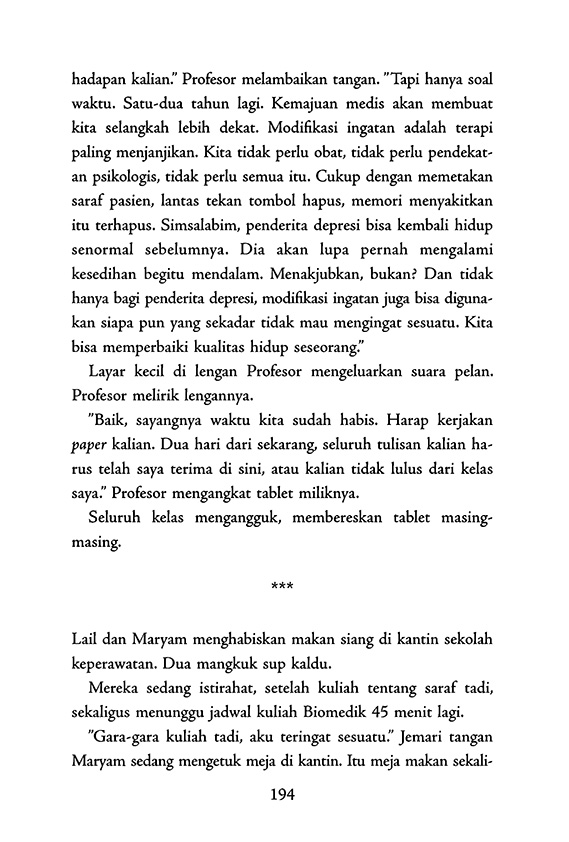 hadapan kalian.” Profesor melambaikan tangan. ”Tapi hanya soal
waktu. Satu-dua tahun lagi. Kemajuan medis akan membuat
kita selangkah lebih dekat. Modifikasi ingatan adalah terapi
paling menjanjikan. Kita tidak perlu obat, tidak perlu pendekat-
an psikologis, tidak perlu semua itu. Cukup dengan memetakan
saraf pasien, lantas tekan tombol hapus, memori menyakitkan
itu terhapus. Simsalabim, penderita depresi bisa kembali hidup
senormal sebelumnya. Dia akan lupa pernah mengalami
kesedihan begitu mendalam. Menakjubkan, bukan? Dan tidak
hanya bagi penderita depresi, modifikasi ingatan juga bisa diguna-
kan siapa pun yang sekadar tidak mau mengingat sesuatu. Kita
bisa memperbaiki kualitas hidup seseorang.”
Layar kecil di lengan Profesor mengeluarkan suara pelan.
Profesor melirik lengannya.
”Baik, sayangnya waktu kita sudah habis. Harap kerjakan
paper kalian. Dua hari dari sekarang, seluruh tulisan kalian ha-
rus telah saya terima di sini, atau kalian tidak lulus dari kelas
saya.” Profesor mengangkat tablet miliknya.
Seluruh kelas mengangguk, membereskan tablet masing-
masing.
***
Lail dan Maryam menghabiskan makan siang di kantin sekolah
keperawatan. Dua mangkuk sup kaldu.
Mereka sedang istirahat, setelah kuliah tentang saraf tadi,
sekaligus menunggu jadwal kuliah Biomedik 45 menit lagi.
”Gara-gara kuliah tadi, aku teringat sesuatu.” Jemari tangan
Maryam sedang mengetuk meja di kantin. Itu meja makan sekali-
194